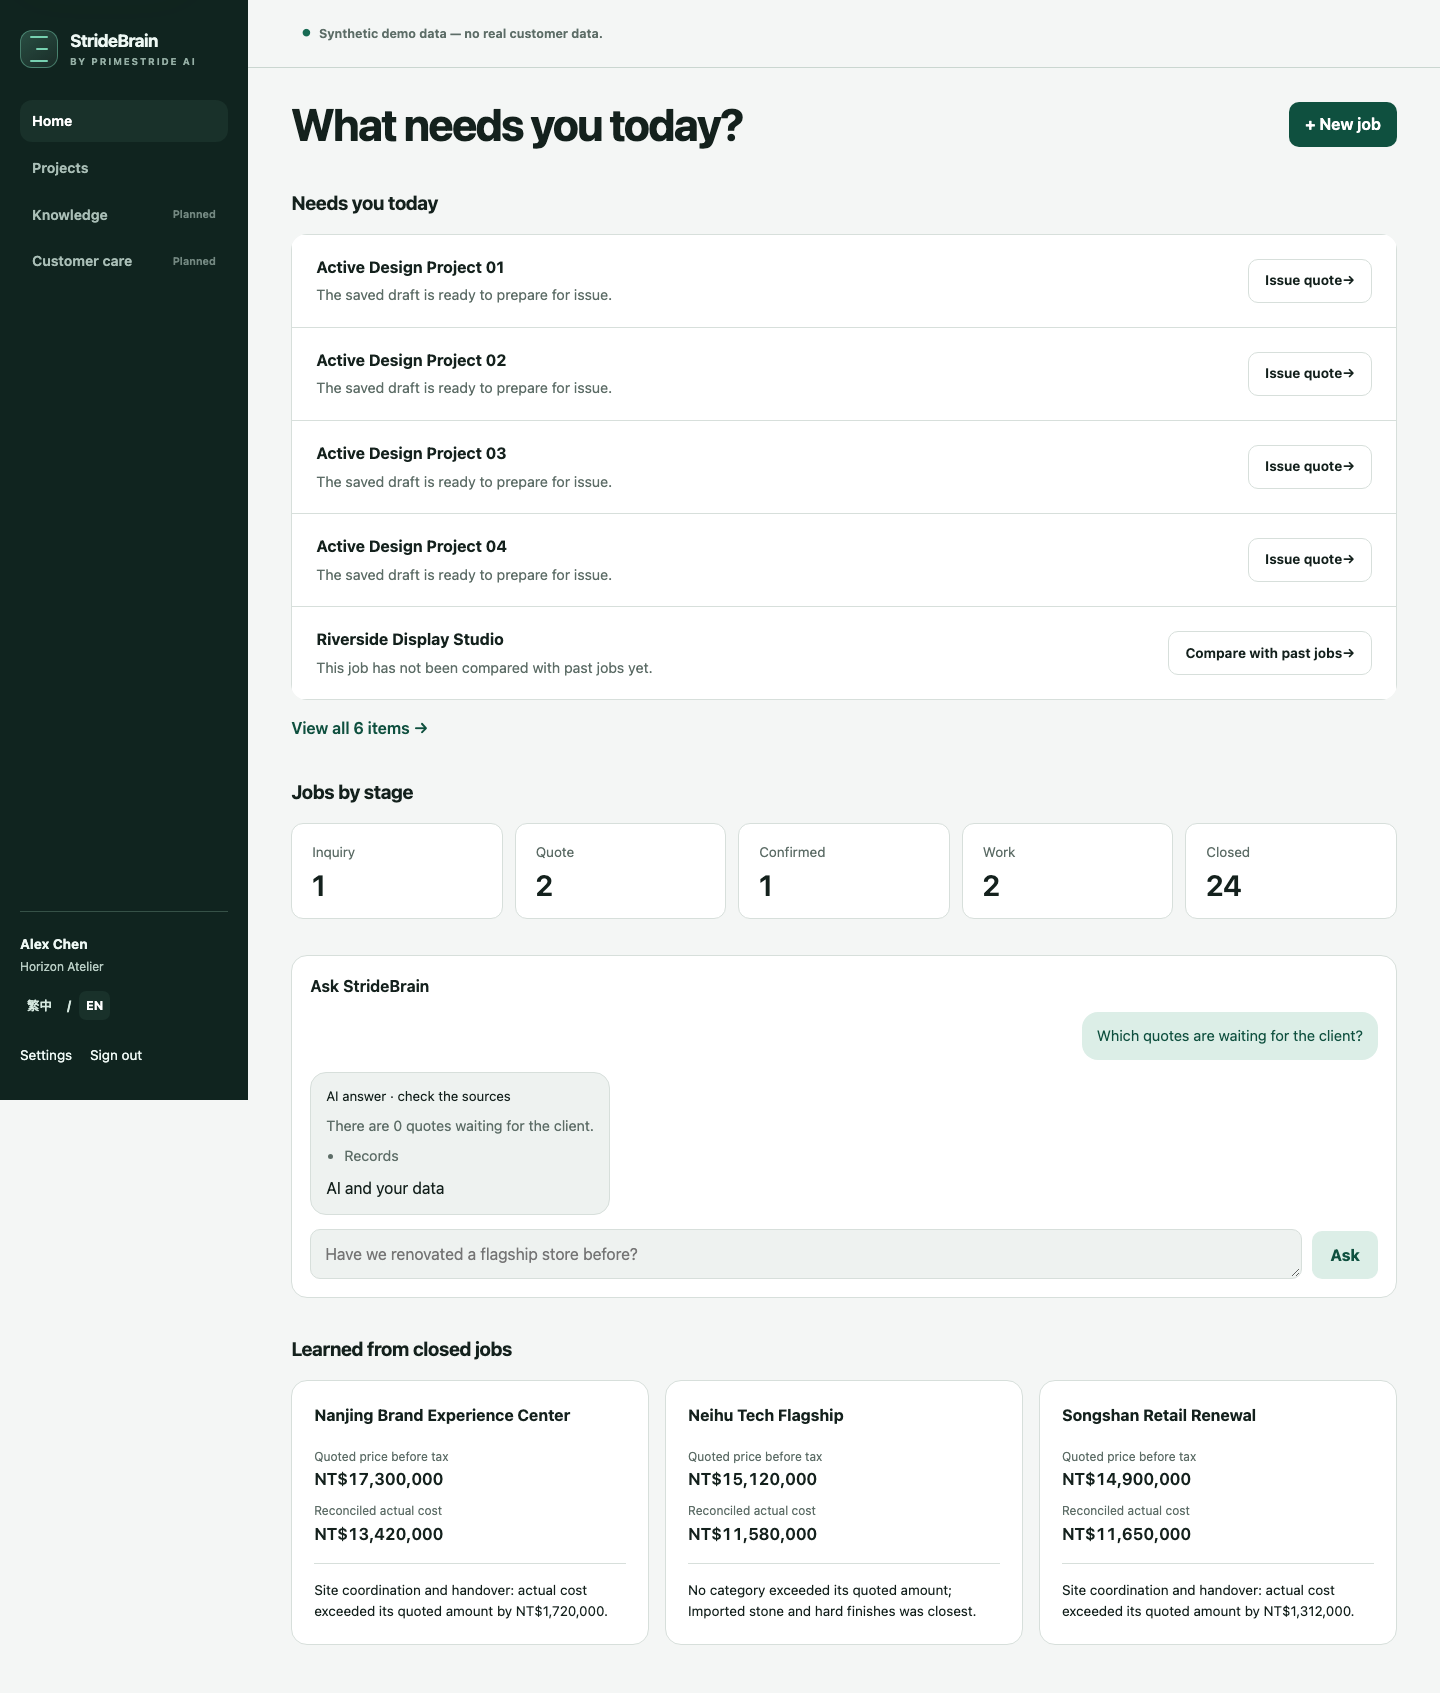 StrideBrain
BY PRIMESTRIDE AI
Home
Projects
Knowledge Planned
Customer care Planned
Alex Chen
Horizon Atelier
繁中 / EN
Settings Sign out
Synthetic demo data — no real customer data.
What needs you today?
+ New job
Needs you today
Active Design Project 01
The saved draft is ready to prepare for issue.
Issue quote→
Active Design Project 02
The saved draft is ready to prepare for issue.
Issue quote→
Active Design Project 03
The saved draft is ready to prepare for issue.
Issue quote→
Active Design Project 04
The saved draft is ready to prepare for issue.
Issue quote→
Riverside Display Studio
This job has not been compared with past jobs yet.
Compare with past jobs→
View all 6 items →
Jobs by stage
Inquiry
1
Quote
2
Confirmed
1
Work
2
Closed
24
Ask StrideBrain
Which quotes are waiting for the client?
AI answer · check the sources
There are 0 quotes waiting for the client.
• Records
AI and your data
Have we renovated a flagship store before?
Ask
Learned from closed jobs
Nanjing Brand Experience Center
Quoted price before tax
NT$17,300,000
Reconciled actual cost
NT$13,420,000
Site coordination and handover: actual cost
exceeded its quoted amount by NT$1,720,000.
Neihu Tech Flagship
Quoted price before tax
NT$15,120,000
Reconciled actual cost
NT$11,580,000
No category exceeded its quoted amount;
Imported stone and hard finishes was closest.
Songshan Retail Renewal
Quoted price before tax
NT$14,900,000
Reconciled actual cost
NT$11,650,000
Site coordination and handover: actual cost
exceeded its quoted amount by NT$1,312,000.